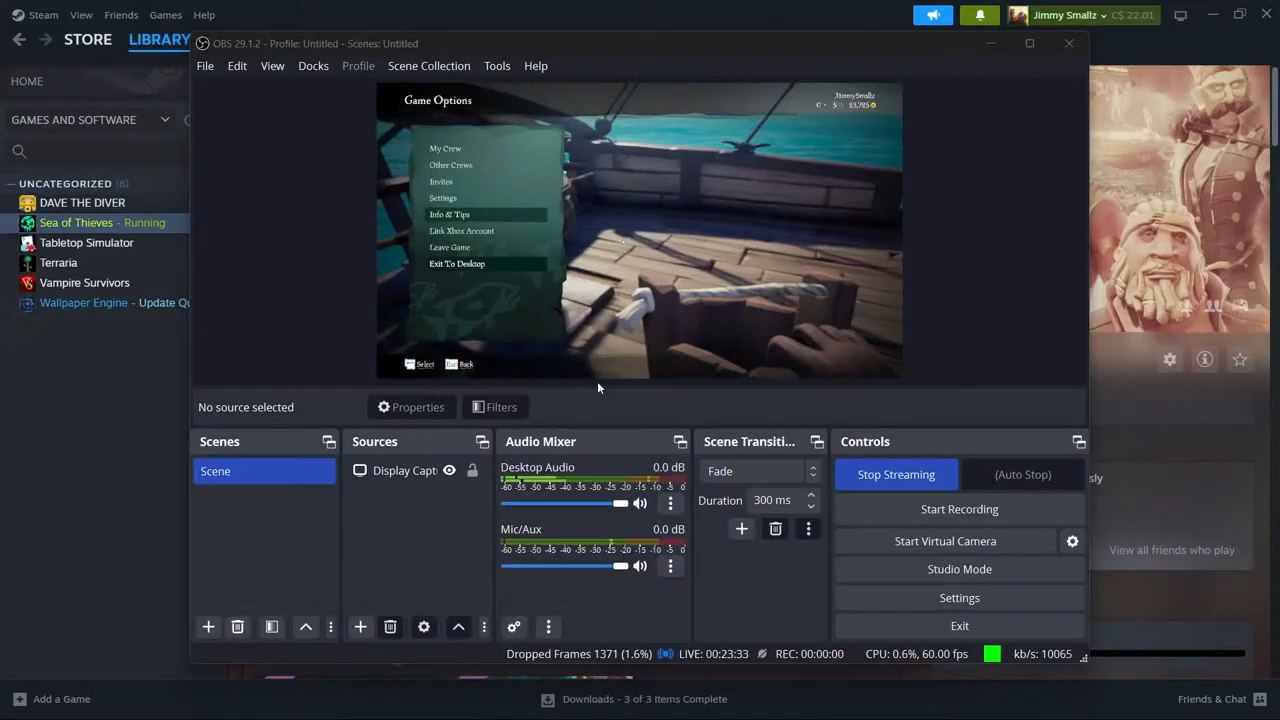 Steam View Friends Games Help
Jimmy Smallz C$ 22.01
STORE LIBRARY
OBS 29.1.2 - Profile: Untitled - Scenes: Untitled
File Edit View Docks Profile Scene Collection Tools Help
HOME
GAMES AND SOFTWARE
UNCATEGORIZED (6)
DAVE THE DIVER
Sea of Thieves - Running
Tabletop Simulator
Terraria
Vampire Survivors
Wallpaper Engine - Update Qu
Game Options
JimmySmallz
0 5 23,725
My Crew
Other Crews
Invites
Settings
Info & Tips
Link Xbox Account
Leave Game
Exit To Desktop
Select Esc Back
No source selected Properties Filters
Scenes
Scene
Sources
Display Capt
Audio Mixer
Desktop Audio 0.0 dB
-60 -55 -50 -45 -40 -35 -30 -25 -20 -15 -10 -5 0
Mic/Aux 0.0 dB
-60 -55 -50 -45 -40 -35 -30 -25 -20 -15 -10 -5 0
Scene Transiti...
Fade
Duration 300 ms
Controls
Stop Streaming (Auto Stop)
Start Recording
Start Virtual Camera
Studio Mode
Settings
Exit
Dropped Frames 1371 (1.6%) LIVE: 00:23:33 REC: 00:00:00 CPU: 0.6%, 60.00 fps kb/s: 10065
sly
View all friends who play
Add a Game
Downloads - 3 of 3 Items Complete
Friends & Chat